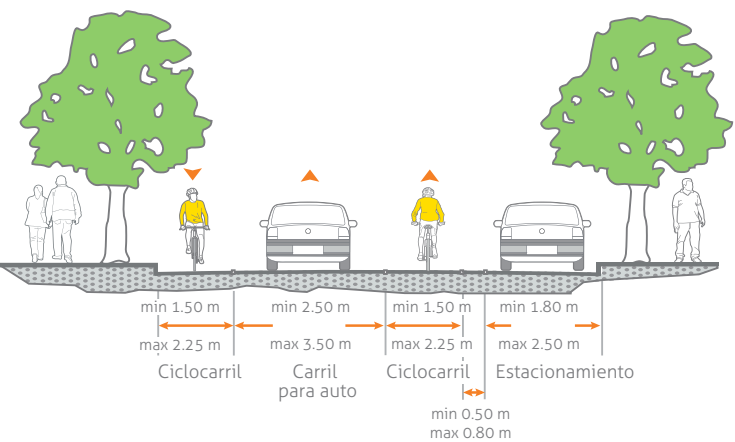 min 1.50 m
min 2.50 m
min 1.50 m
min 1.80 m
max 2.25 m
max 3.50 m
max 2.25 m
max 2.50 m
Ciclocarril
Carril
para auto
Ciclocarril
Estacionamiento
min 0.50 m
max 0.80 m